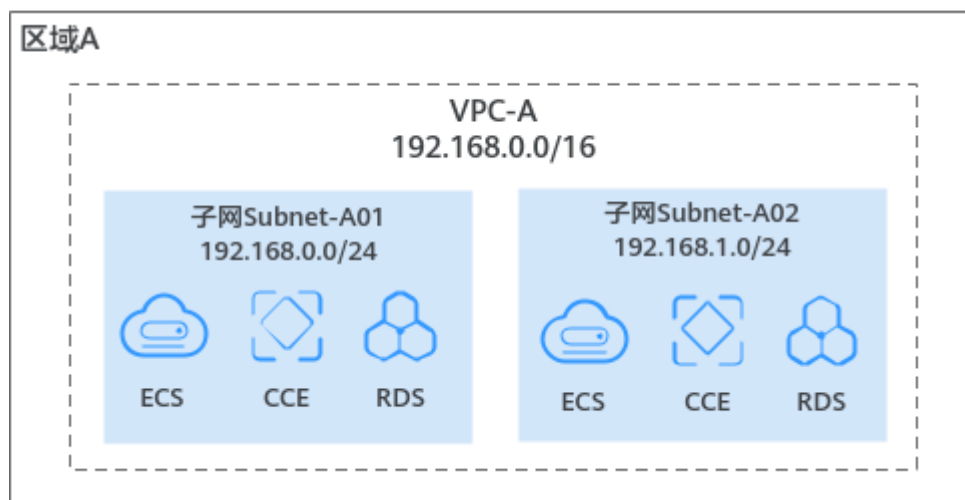 区域A
VPC-A
192.168.0.0/16
子网Subnet-A01
192.168.0.0/24
ECS
CCE
RDS
子网Subnet-A02
192.168.1.0/24
ECS
CCE
RDS